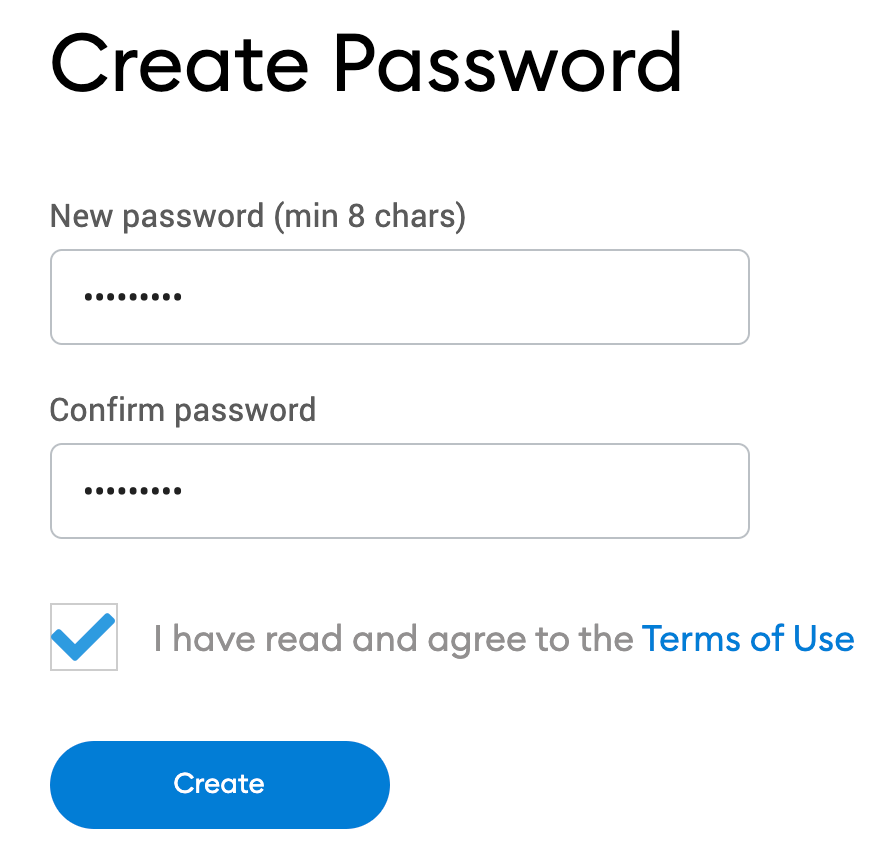 Create Password
New password (min 8 chars)
•••••••••
Confirm password
•••••••••
I have read and agree to the Terms of Use
Create